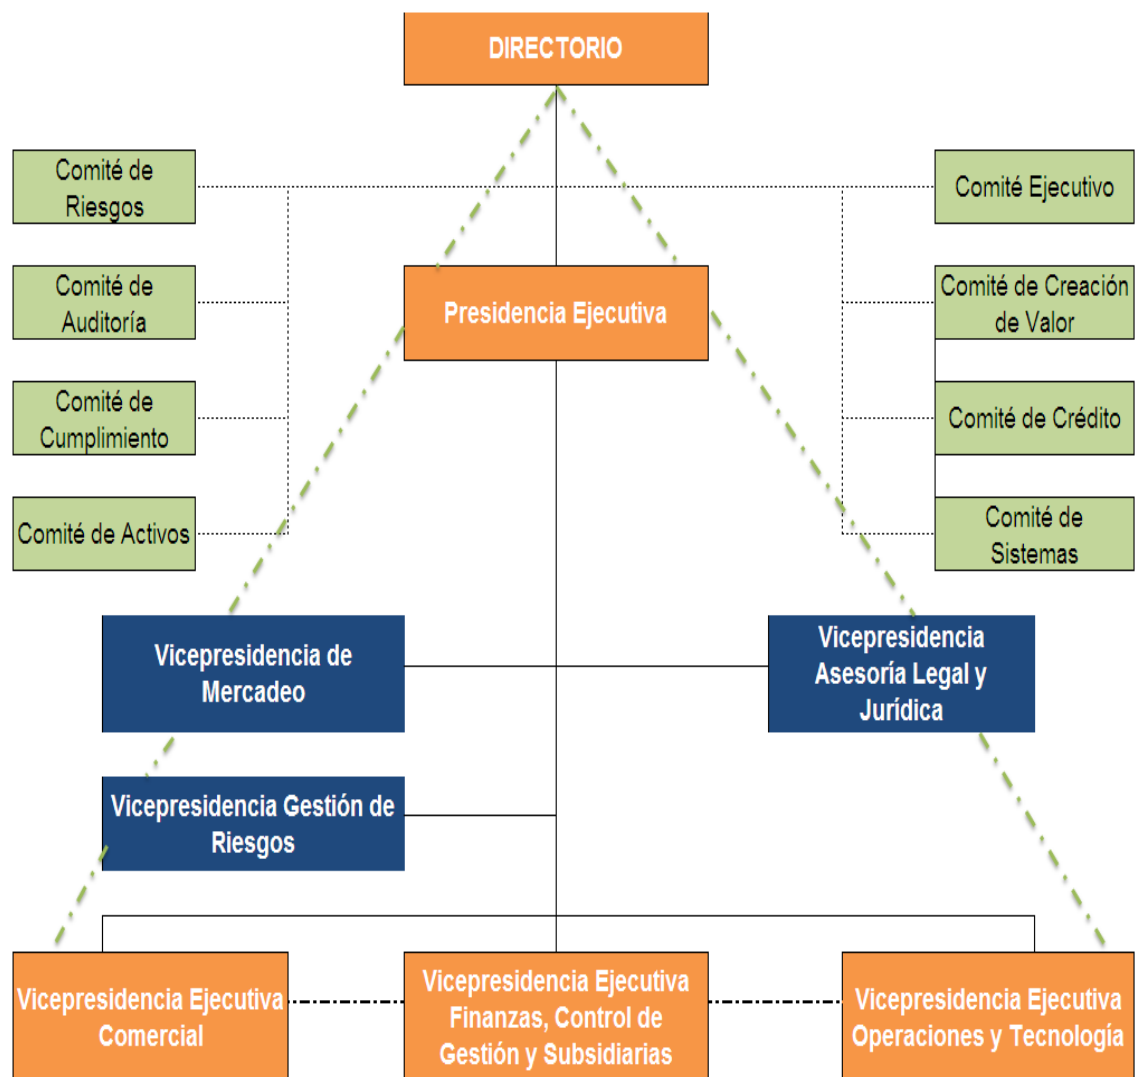 DIRECTORIO
Comité de
Riesgos
Comité Ejecutivo
Comité de
Auditoría
Presidencia Ejecutiva
Comité de Creación
de Valor
Comité de
Cumplimiento
Comité de Crédito
Comité de Activos
Comité de
Sistemas
Vicepresidencia de
Mercadeo
Vicepresidencia
Asesoría Legal y
Jurídica
Vicepresidencia Gestión de
Riesgos
Vicepresidencia Ejecutiva
Comercial
Vicepresidencia Ejecutiva
Finanzas, Control de
Gestión y Subsidiarias
Vicepresidencia Ejecutiva
Operaciones y Tecnología